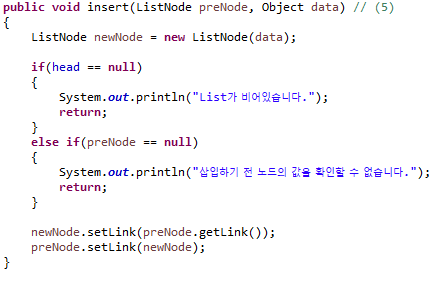 public void insert(ListNode preNode, Object data) // (5)
{
ListNode newNode = new ListNode(data);
if(head == null)
{
System.out.println("List가 비어있습니다.");
return;
}
else if(preNode == null)
{
System.out.println("삽입하기 전 노드의 값을 확인할 수 없습니다.");
return;
}
newNode.setLink(preNode.getLink());
preNode.setLink(newNode);
}